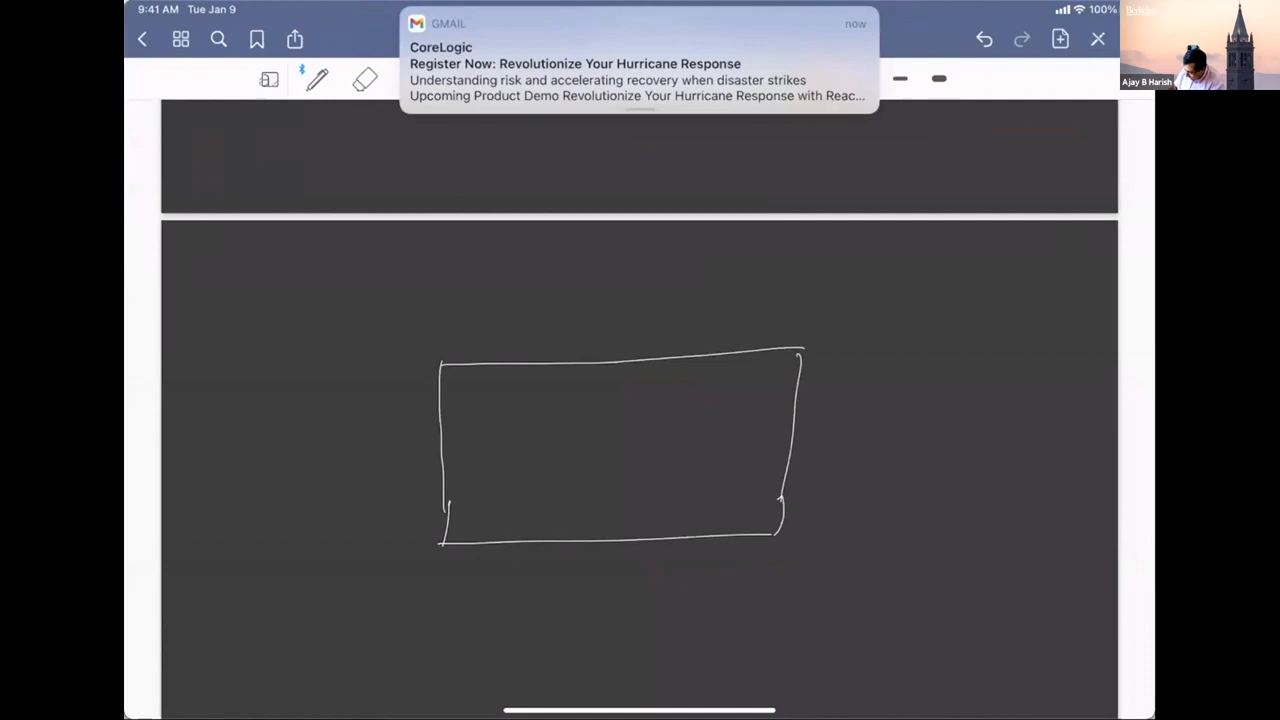 9:41 AM Tue Jan 9
100%
GMAIL
now
CoreLogic
Register Now: Revolutionize Your Hurricane Response
Understanding risk and accelerating recovery when disaster strikes
Upcoming Product Demo Revolutionize Your Hurricane Response with Reac...
Berkeley
Ajay B Harish